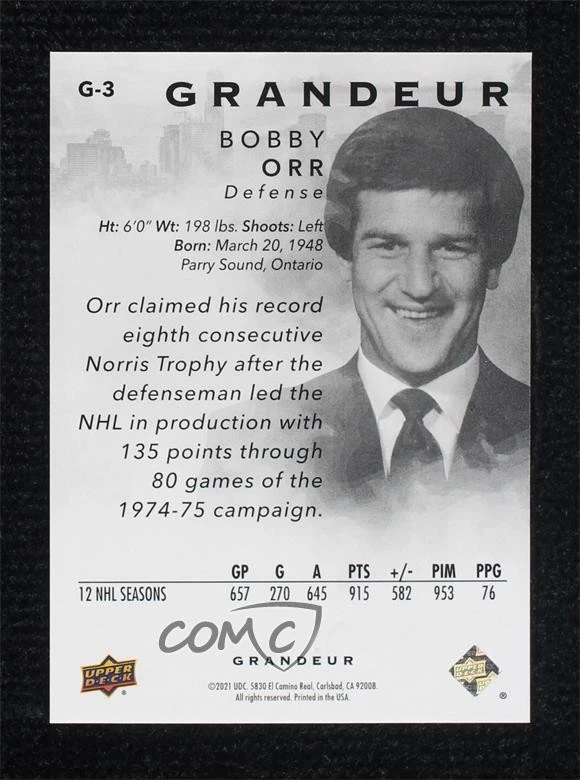 G-3 GRANDEUR
BOBBY
ORR
Defense
Ht: 6'0" Wt: 198 lbs. Shoots: Left
Born: March 20, 1948
Parry Sound, Ontario
Orr claimed his record
eighth consecutive
Norris Trophy after the
defenseman led the
NHL in production with
135 points through
80 games of the
1974-75 campaign.
GP G A PTS +/- PIM PPG
12 NHL SEASONS 657 270 645 915 582 953 76
COMC
GRANDEUR
UPPER DECK ®
®
©2021 UDC. 5830 El Camino Real, Carlsbad, CA 92008.
All rights reserved. Printed in the USA.